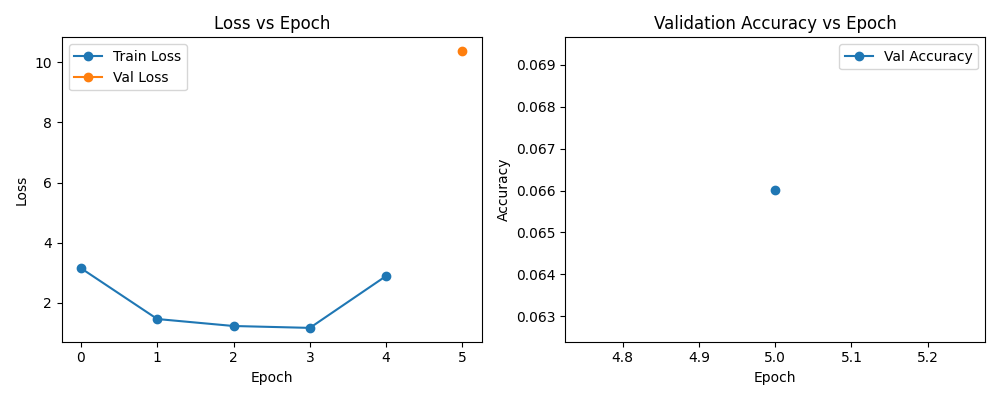 Loss vs Epoch
Train Loss
Val Loss
10
8
6
4
2
Loss
0 1 2 3 4 5
Epoch
Validation Accuracy vs Epoch
Val Accuracy
0.069
0.068
0.067
0.066
0.065
0.064
0.063
Accuracy
4.8 4.9 5.0 5.1 5.2
Epoch